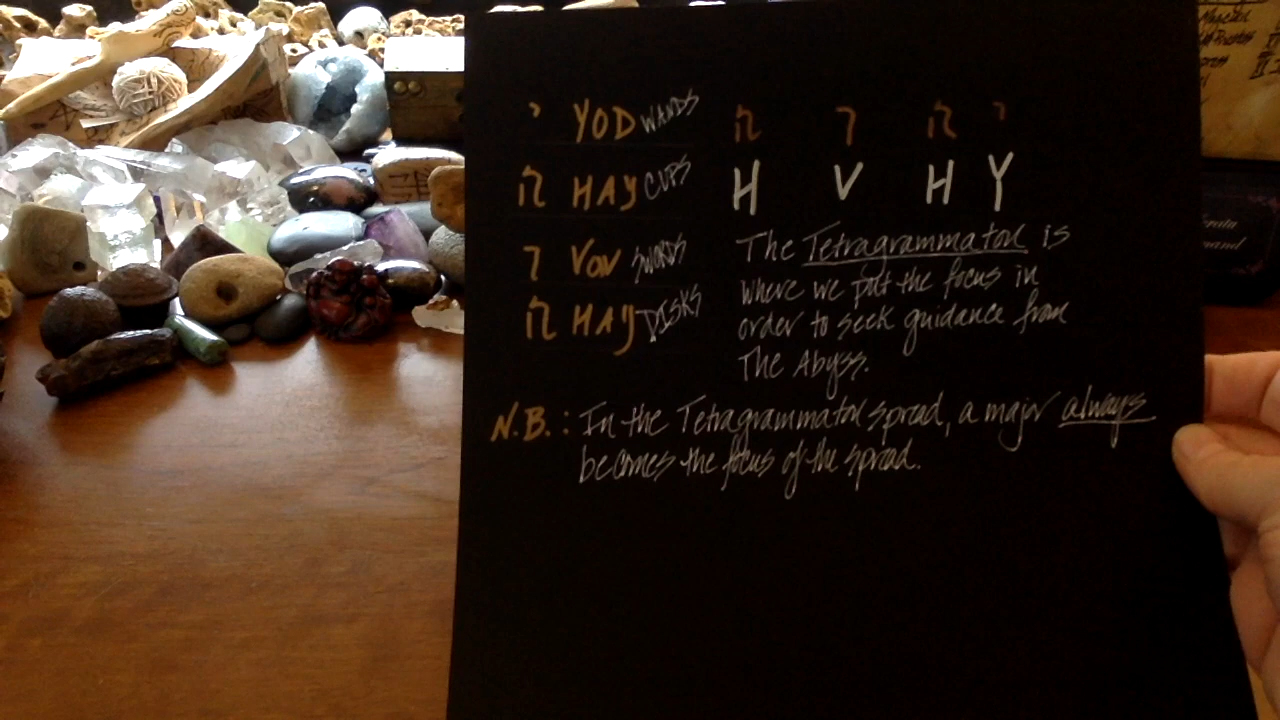 י YOD WANDS
ה HAY CUPS
ו VOV SWORDS
ה HAY DISKS
ה ו ה י
H V H Y
The Tetragrammaton is
where we put the focus in
order to seek guidance from
The Abyss.
N.B.: In the Tetragrammaton spread, a major always
becomes the focus of the spread.